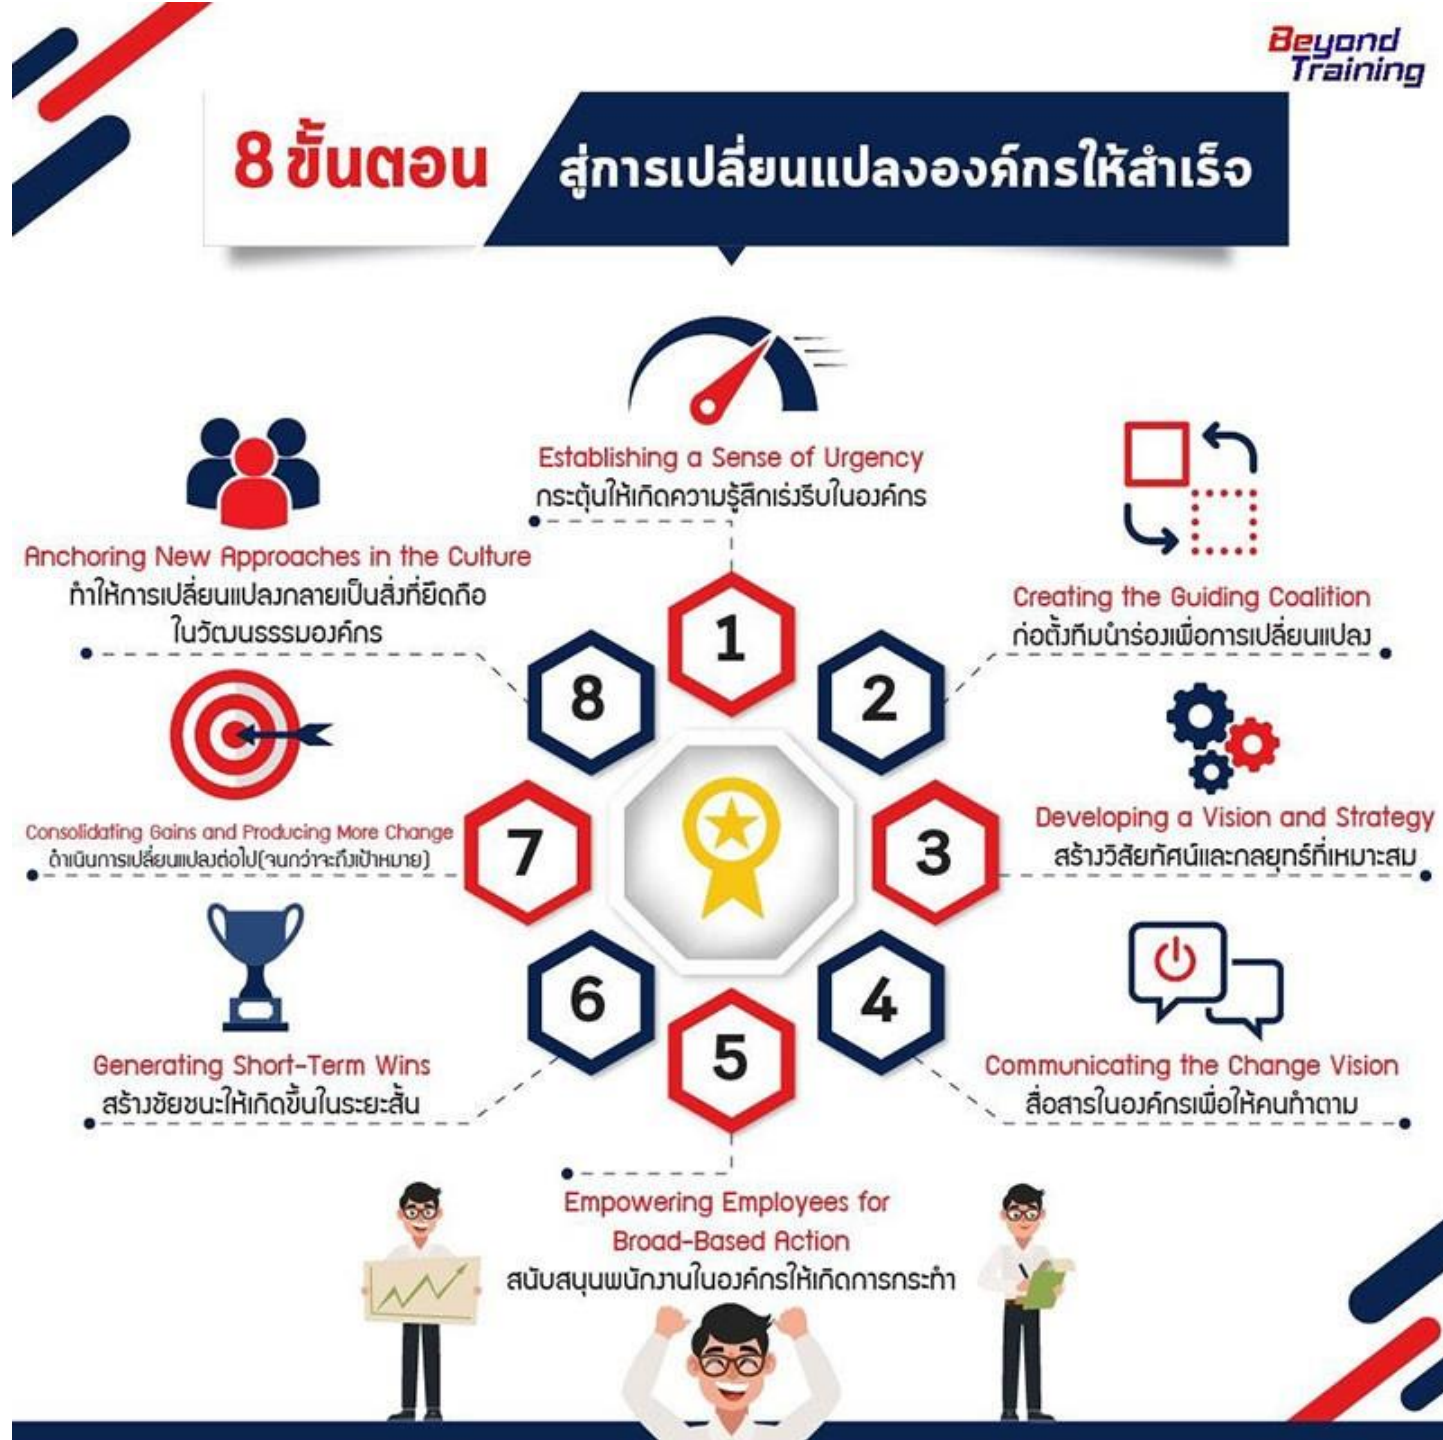 Beyond
Training
8 ขั้นตอน สู่การเปลี่ยนแปลงองค์กรให้สำเร็จ
Establishing a Sense of Urgency
กระตุ้นให้เกิดความรู้สึกเร่งรีบในองค์กร
1
Creating the Guiding Coalition
ก่อตั้งทีมนำร่องเพื่อการเปลี่ยนแปลง
2
Developing a Vision and Strategy
สร้างวิสัยทัศน์และกลยุทธ์ที่เหมาะสม
3
Communicating the Change Vision
สื่อสารในองค์กรเพื่อให้คนทำตาม
4
5
Empowering Employees for
Broad-Based Action
สนับสนุนพนักงานในองค์กรให้เกิดการกระทำ
6
Generating Short-Term Wins
สร้างชัยชนะให้เกิดขึ้นในระยะสั้น
7
Consolidating Gains and Producing More Change
ดำเนินการเปลี่ยนแปลงต่อไป(จนกว่าจะถึงเป้าหมาย)
8
Anchoring New Approaches in the Culture
ทำให้การเปลี่ยนแปลงกลายเป็นสิ่งที่ยึดถือ
ในวัฒนธรรมองค์กร